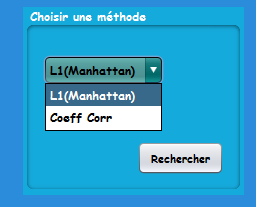 Choisir une méthode
L1(Manhattan)
L1(Manhattan)
Coeff Corr
Rechercher